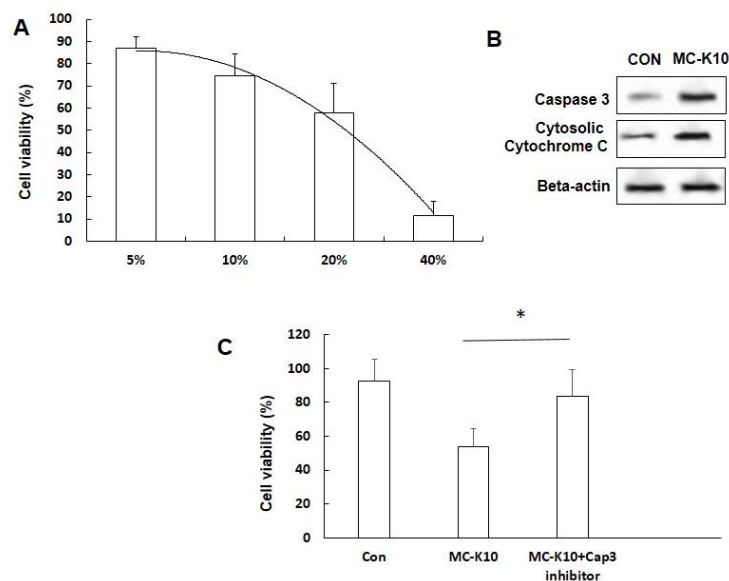 A
100
90
80
70
60
50
40
30
20
10
0
Cell viability (%)
5% 10% 20% 40%
B
CON MC-K10
Caspase 3
Cytosolic
Cytochrome C
Beta-actin
C
*
120
100
80
60
40
20
0
Cell viability (%)
Con MC-K10 MC-K10+Cap3
inhibitor